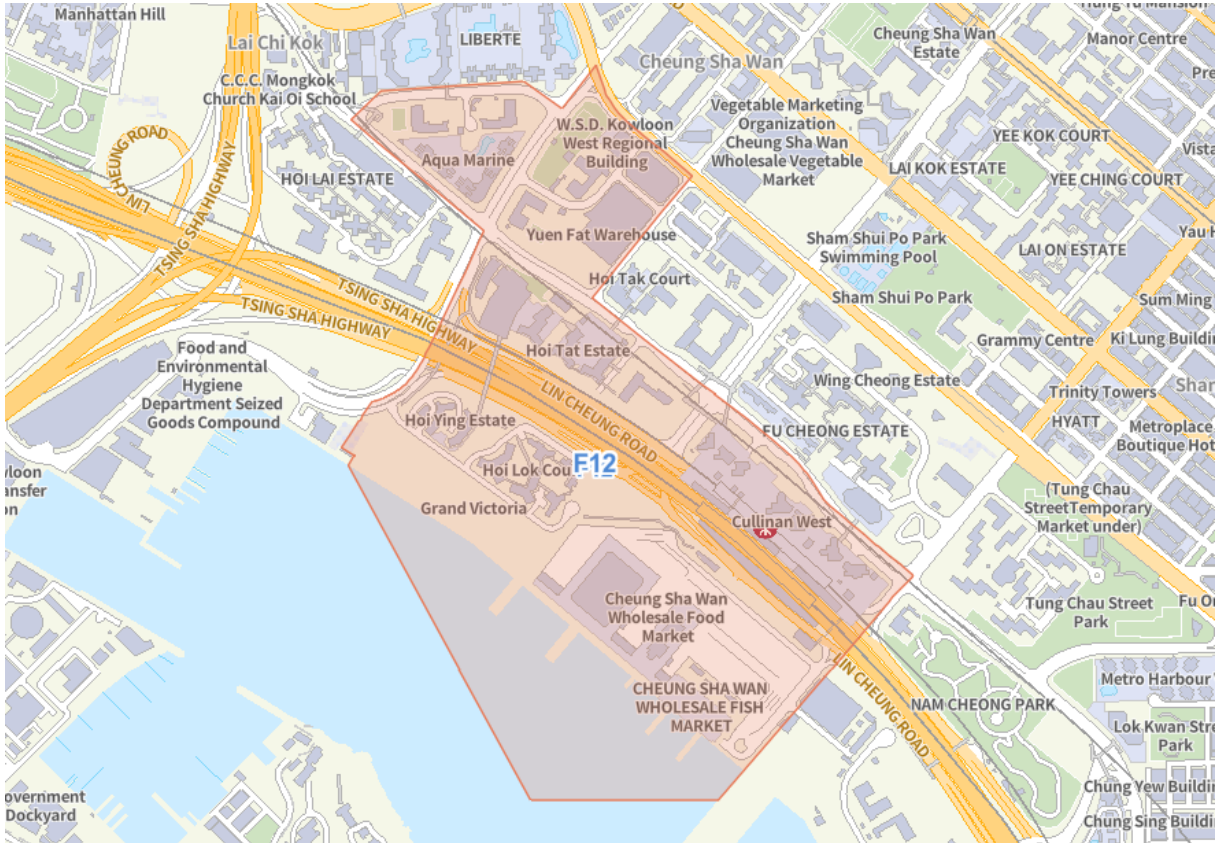 Manhattan Hill
Lai Chi Kok
LIBERTE
C.C.C. Mongkok
Church Kai Oi School
Cheung Sha Wan
Cheung Sha Wan
Estate
Manor Centre
LIN CHEUNG ROAD
TSING SHA HIGHWAY
HOI LAI ESTATE
Aqua Marine
W.S.D. Kowloon
West Regional
Building
Vegetable Marketing
Organization
Cheung Sha Wan
Wholesale Vegetable
Market
YEE KOK COURT
LAI KOK ESTATE
YEE CHING COURT
Vista
Yuen Fat Warehouse
Sham Shui Po Park
Swimming Pool
LAI ON ESTATE
Yau
TSING SHA HIGHWAY
TSING SHA HIGHWAY
Hoi Tak Court
Sham Shui Po Park
Sum Ming
Food and
Environmental
Hygiene
Department Seized
Goods Compound
Hoi Tat Estate
Grammy Centre
Ki Lung
LIN CHEUNG ROAD
Wing Cheong Estate
Trinity Towers
Hoi Ying Estate
FU CHEONG ESTATE
HYATT
Metroplace
Boutique
Hoi Lok
F12
Grand Victoria
Cullinan West
(Tung Chau
StreetTemporary
Market under)
Cheung Sha Wan
Wholesale Food
Market
Tung Chau Street
Park
LIN CHEUNG ROAD
CHEUNG SHA WAN
WHOLESALE FISH
MARKET
NAM CHEONG PARK
Metro Harbour
Lok Kwan
Park
Chung Yew
Chung Sing
Dockyard